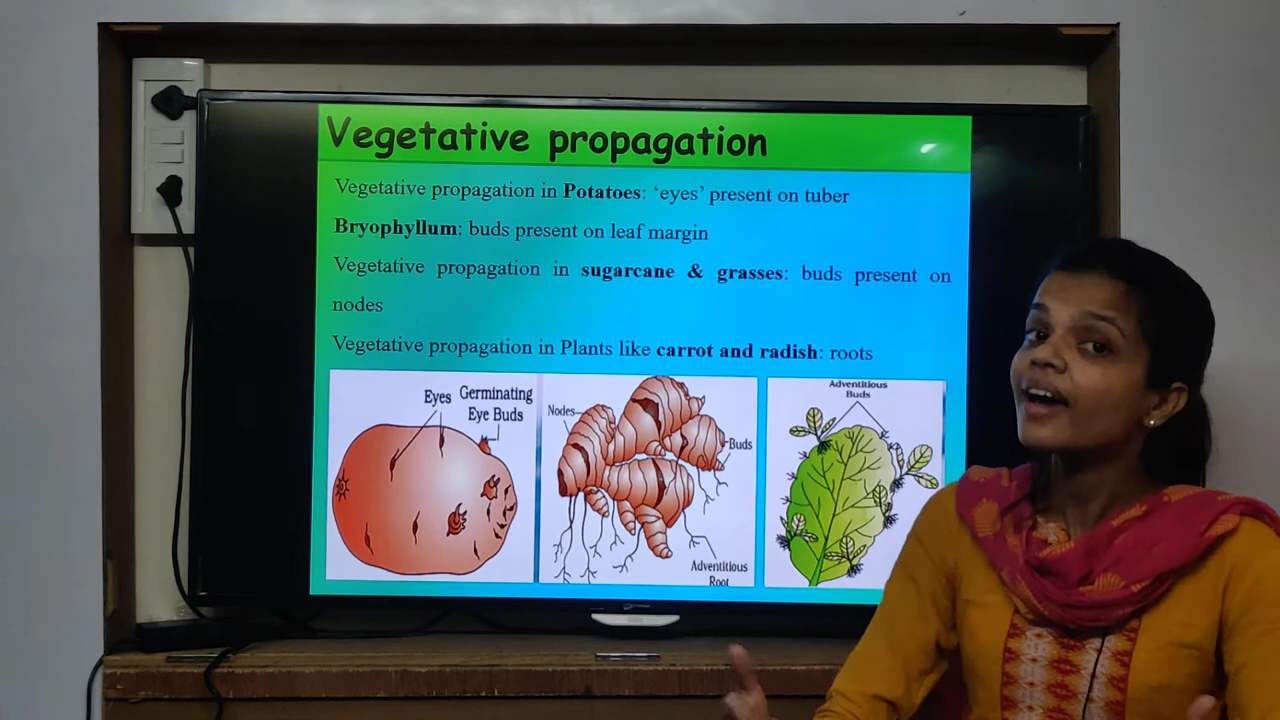 Vegetative propagation
Vegetative propagation in Potatoes: ‘eyes’ present on tuber
Bryophyllum: buds present on leaf margin
Vegetative propagation in sugarcane & grasses: buds present on
nodes
Vegetative propagation in Plants like carrot and radish: roots
Eyes
Germinating
Eye Buds
Nodes
Buds
Adventitious
Root
Adventitious
Buds